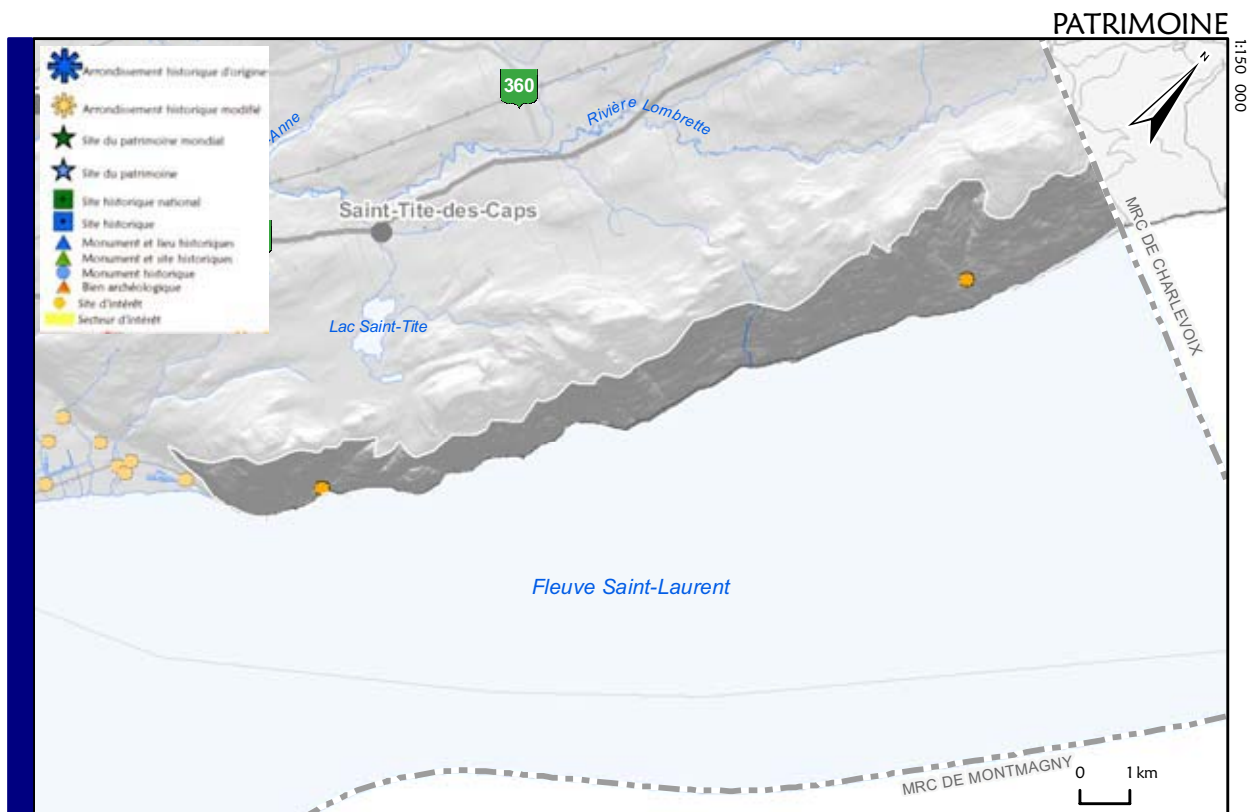 PATRIMOINE
1:150 000
N
Arrondissement historique d'origine
Arrondissement historique modifié
Site du patrimoine mondial
Site du patrimoine
Site historique national
Site historique
Monument et lieu historiques
Monument et site historiques
Monument historique
Bien archéologique
Site d'intérêt
Secteur d'intérêt
-Anne
360
Rivière Lombrette
Saint-Tite-des-Caps
Lac Saint-Tite
MRC DE CHARLEVOIX
Fleuve Saint-Laurent
MRC DE MONTMAGNY
0 1 km